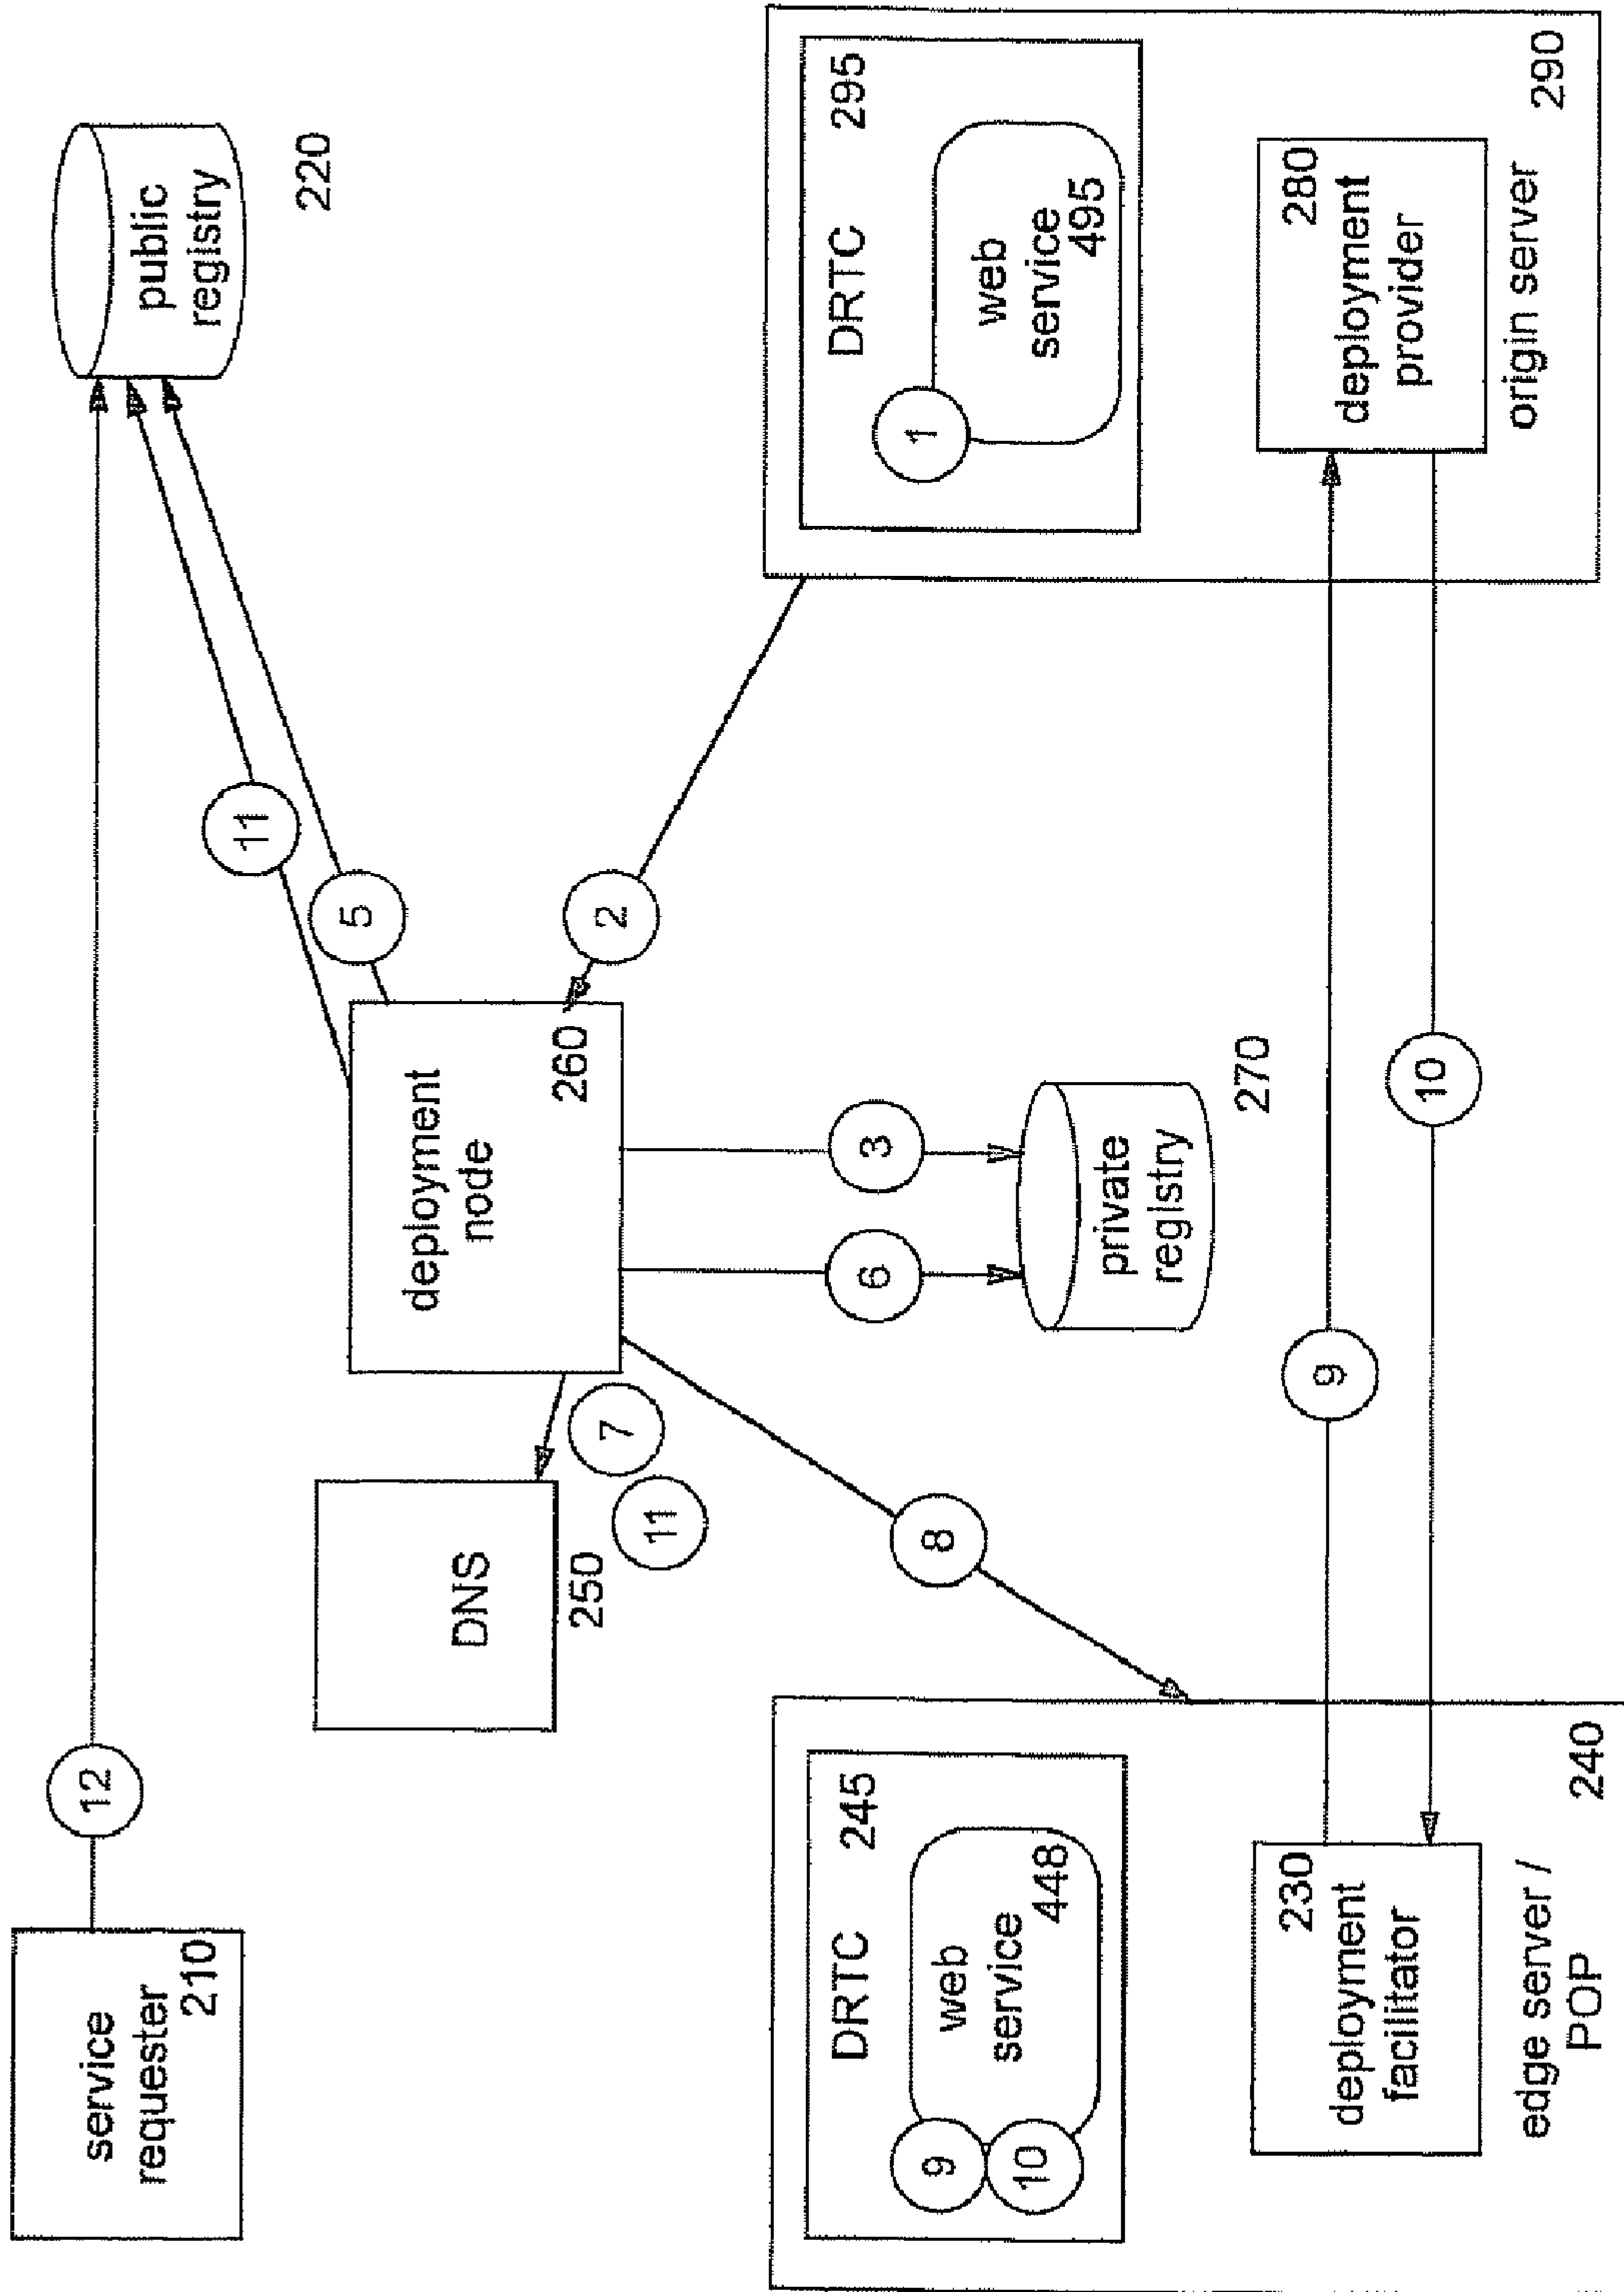 service
requester
210
12
public
registry
220
11
5
deployment
node
260
DNS
250
7
11
2
6
3
8
private
registry
270
DRTC
245
web
service
448
9
10
deployment
facilitator
230
edge server /
POP
240
9
10
DRTC
295
web
service
495
1
deployment
provider
280
origin server
290